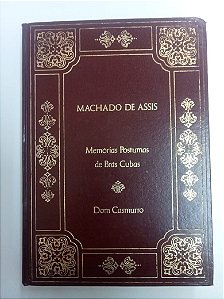 MACHADO DE ASSIS
Memórias Póstumas
de Brás Cubas
Dom Casmurro